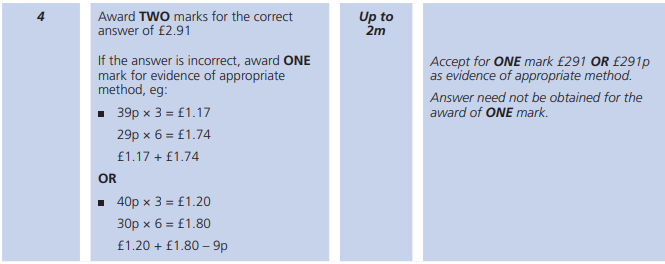 4
Award TWO marks for the correct
answer of £2.91
If the answer is incorrect, award ONE
mark for evidence of appropriate
method, eg:
■ 39p × 3 = £1.17
29p × 6 = £1.74
£1.17 + £1.74
OR
■ 40p × 3 = £1.20
30p × 6 = £1.80
£1.20 + £1.80 – 9p
Up to
2m
Accept for ONE mark £291 OR £291p
as evidence of appropriate method.
Answer need not be obtained for the
award of ONE mark.